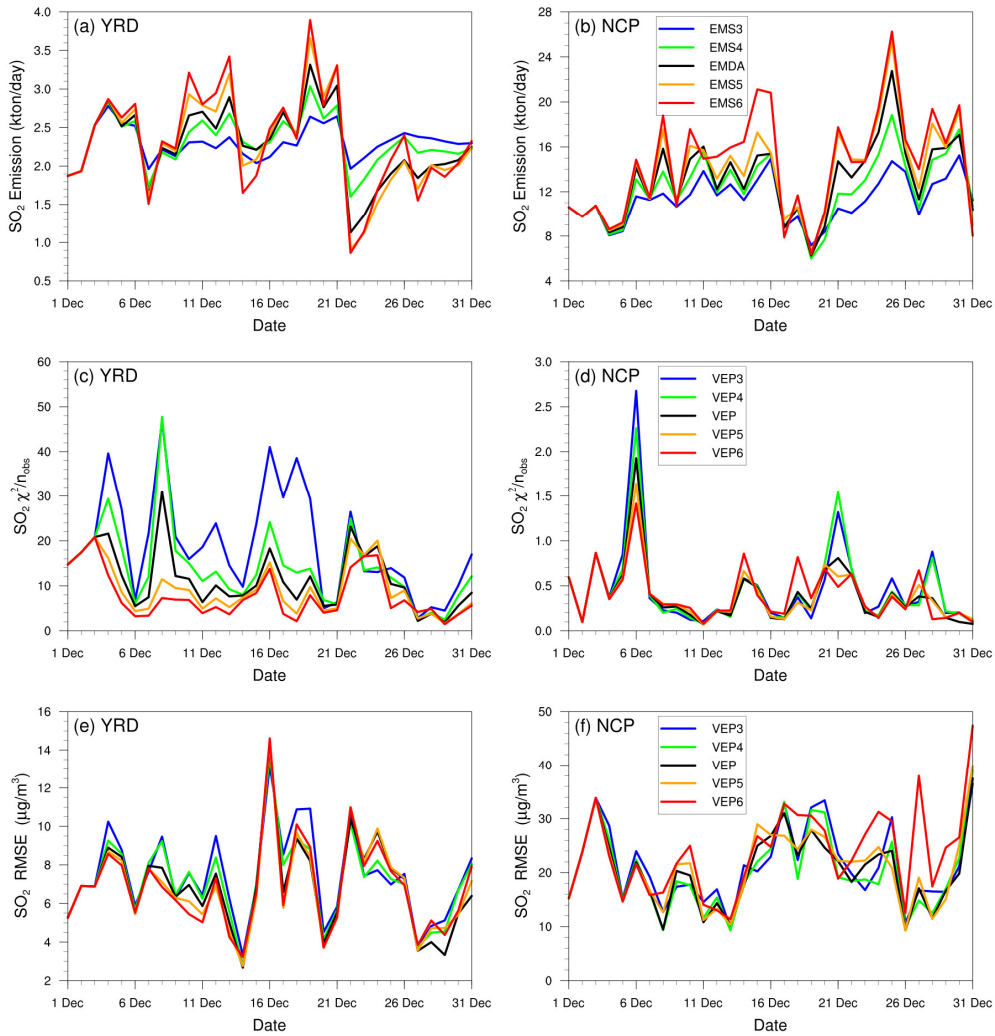 (a) YRD
SO₂ Emission (kton/day)
4.0
3.5
3.0
2.5
2.0
1.5
1.0
0.5
1 Dec 6 Dec 11 Dec 16 Dec 21 Dec 26 Dec 31 Dec
Date
(b) NCP
SO₂ Emission (kton/day)
28
24
20
16
12
8
4
EMS3
EMS4
EMDA
EMS5
EMS6
1 Dec 6 Dec 11 Dec 16 Dec 21 Dec 26 Dec 31 Dec
Date
(c) YRD
SO₂ χ²/nobs
60
50
40
30
20
10
0
1 Dec 6 Dec 11 Dec 16 Dec 21 Dec 26 Dec 31 Dec
Date
(d) NCP
SO₂ χ²/nobs
3.0
2.5
2.0
1.5
1.0
0.5
0.0
VEP3
VEP4
VEP
VEP5
VEP6
1 Dec 6 Dec 11 Dec 16 Dec 21 Dec 26 Dec 31 Dec
Date
(e) YRD
SO₂ RMSE (μg/m³)
16
14
12
10
8
6
4
2
1 Dec 6 Dec 11 Dec 16 Dec 21 Dec 26 Dec 31 Dec
Date
(f) NCP
SO₂ RMSE (μg/m³)
50
40
30
20
10
0
VEP3
VEP4
VEP
VEP5
VEP6
1 Dec 6 Dec 11 Dec 16 Dec 21 Dec 26 Dec 31 Dec
Date